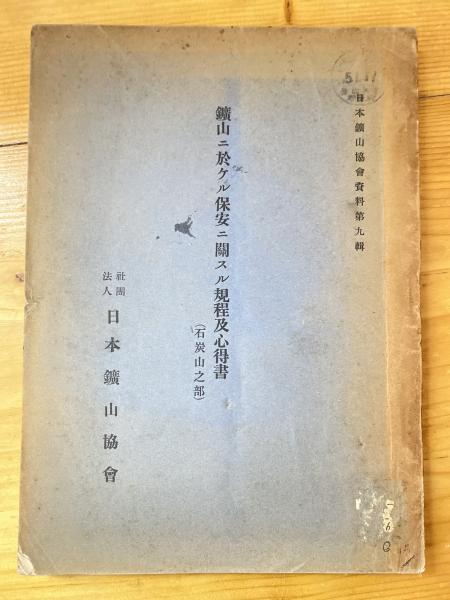 日本鑛山協會資料第九輯
鑛山ニ於ケル保安ニ關スル規程及心得書
(石炭山之部)
社團
法人
日本鑛山協會